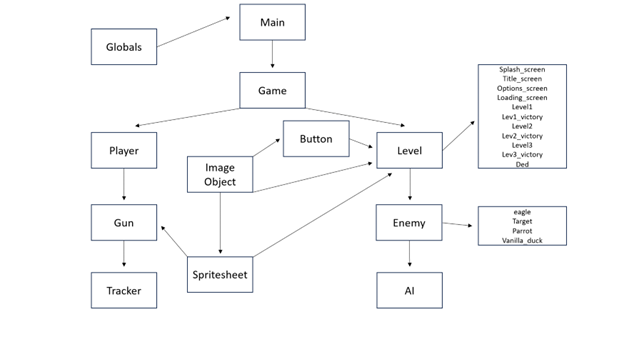 Main
Globals
Game
Splash_screen
Title_screen
Options_screen
Loading_screen
Level1
Lev1_victory
Level2
Lev2_victory
Level3
Lev3_victory
Ded
Player
Button
Level
Image
Object
Gun
Enemy
eagle
Target
Parrot
Vanilla_duck
Spritesheet
Tracker
AI